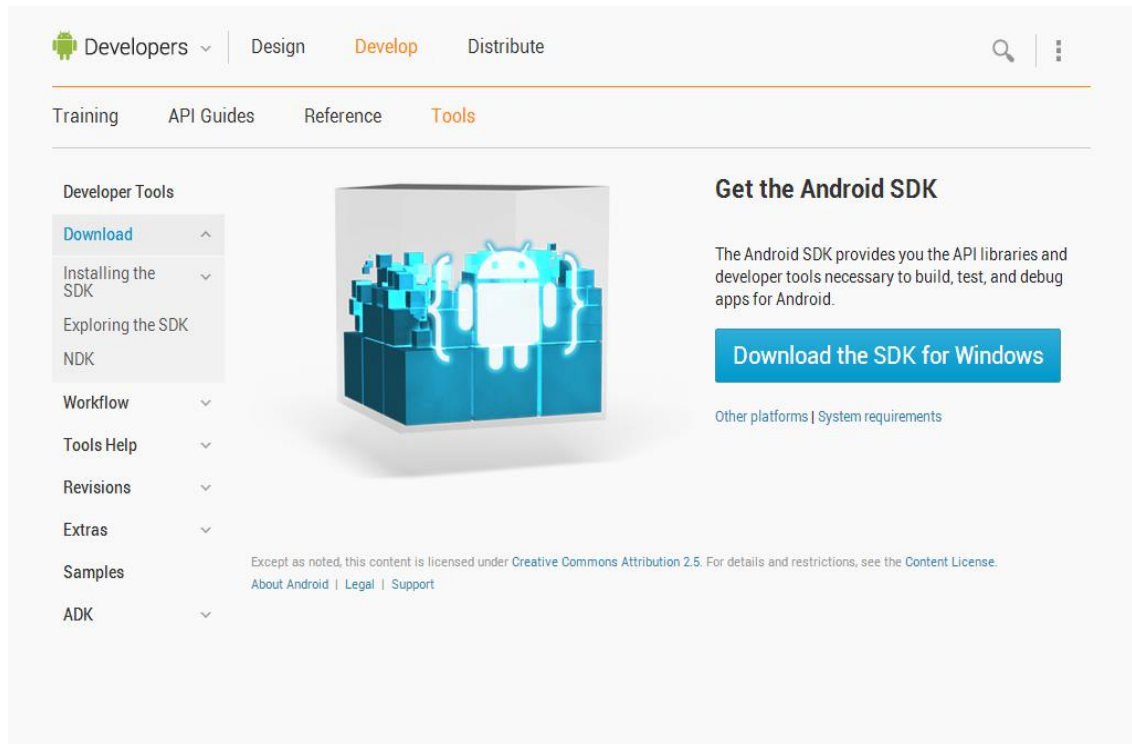 Developers
Design
Develop
Distribute
Training
API Guides
Reference
Tools
Developer Tools
Download
Installing the
SDK
Exploring the SDK
NDK
Workflow
Tools Help
Revisions
Extras
Samples
ADK
Get the Android SDK
The Android SDK provides you the API libraries and
developer tools necessary to build, test, and debug
apps for Android.
Download the SDK for Windows
Other platforms | System requirements
Except as noted, this content is licensed under Creative Commons Attribution 2.5. For details and restrictions, see the Content License.
About Android | Legal | Support